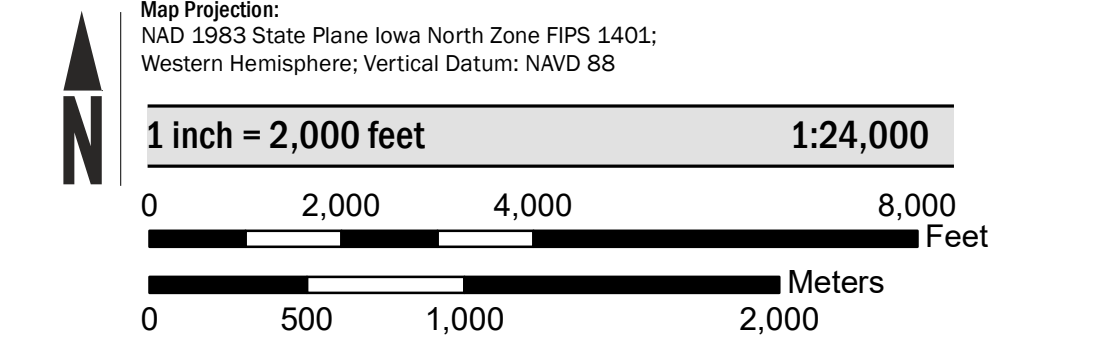 Map Projection:
NAD 1983 State Plane Iowa North Zone FIPS 1401;
Western Hemisphere; Vertical Datum: NAVD 88
N
1 inch = 2,000 feet 1:24,000
0 2,000 4,000 8,000
Feet
Meters
0 500 1,000 2,000